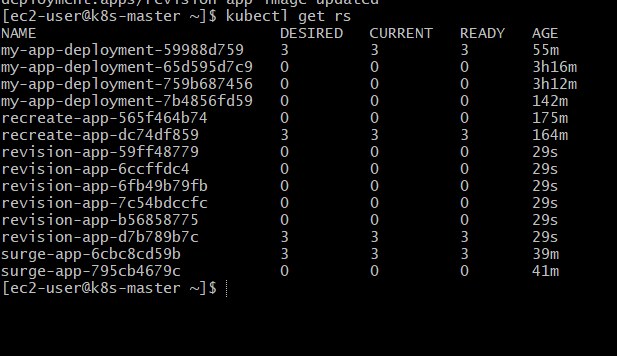 deployment.apps/revision-app image updated
[ec2-user@k8s-master ~]$ kubectl get rs
NAME DESIRED CURRENT READY AGE
my-app-deployment-59988d759 3 3 3 55m
my-app-deployment-65d595d7c9 0 0 0 3h16m
my-app-deployment-759b687456 0 0 0 3h12m
my-app-deployment-7b4856fd59 0 0 0 142m
recreate-app-565f464b74 0 0 0 175m
recreate-app-dc74df859 3 3 3 164m
revision-app-59ff48779 0 0 0 29s
revision-app-6ccffdc4 0 0 0 29s
revision-app-6fb49b79fb 0 0 0 29s
revision-app-7c54bdccfc 0 0 0 29s
revision-app-b56858775 0 0 0 29s
revision-app-d7b789b7c 3 3 3 29s
surge-app-6cbc8cd59b 3 3 3 39m
surge-app-795cb4679c 0 0 0 41m
[ec2-user@k8s-master ~]$